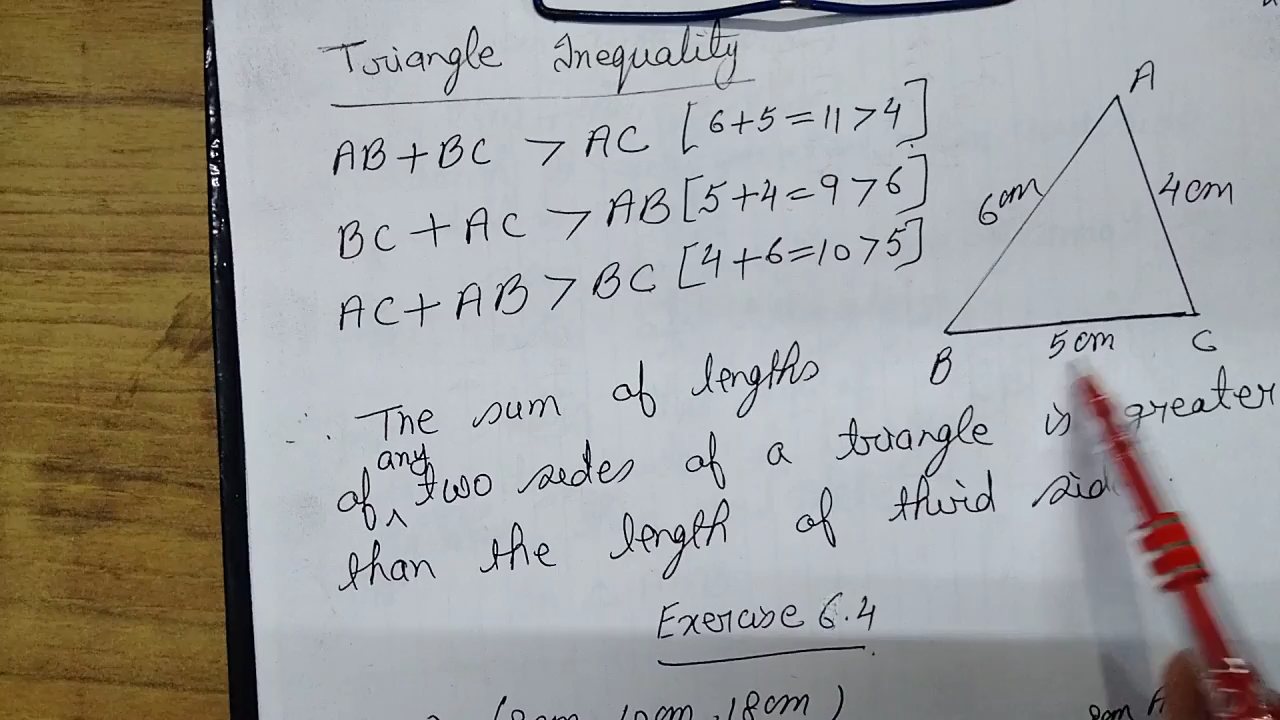 Triangle Inequality
AB + BC > AC [6+5=11>4]
BC + AC > AB [5+4=9>6]
AC + AB > BC [4+6=10>5]
A
6cm
4cm
B
5cm
C
∴ The sum of lengths
of any two sides of a triangle is greater
than the length of third
Exercise 6.4
10cm, 18cm)
A